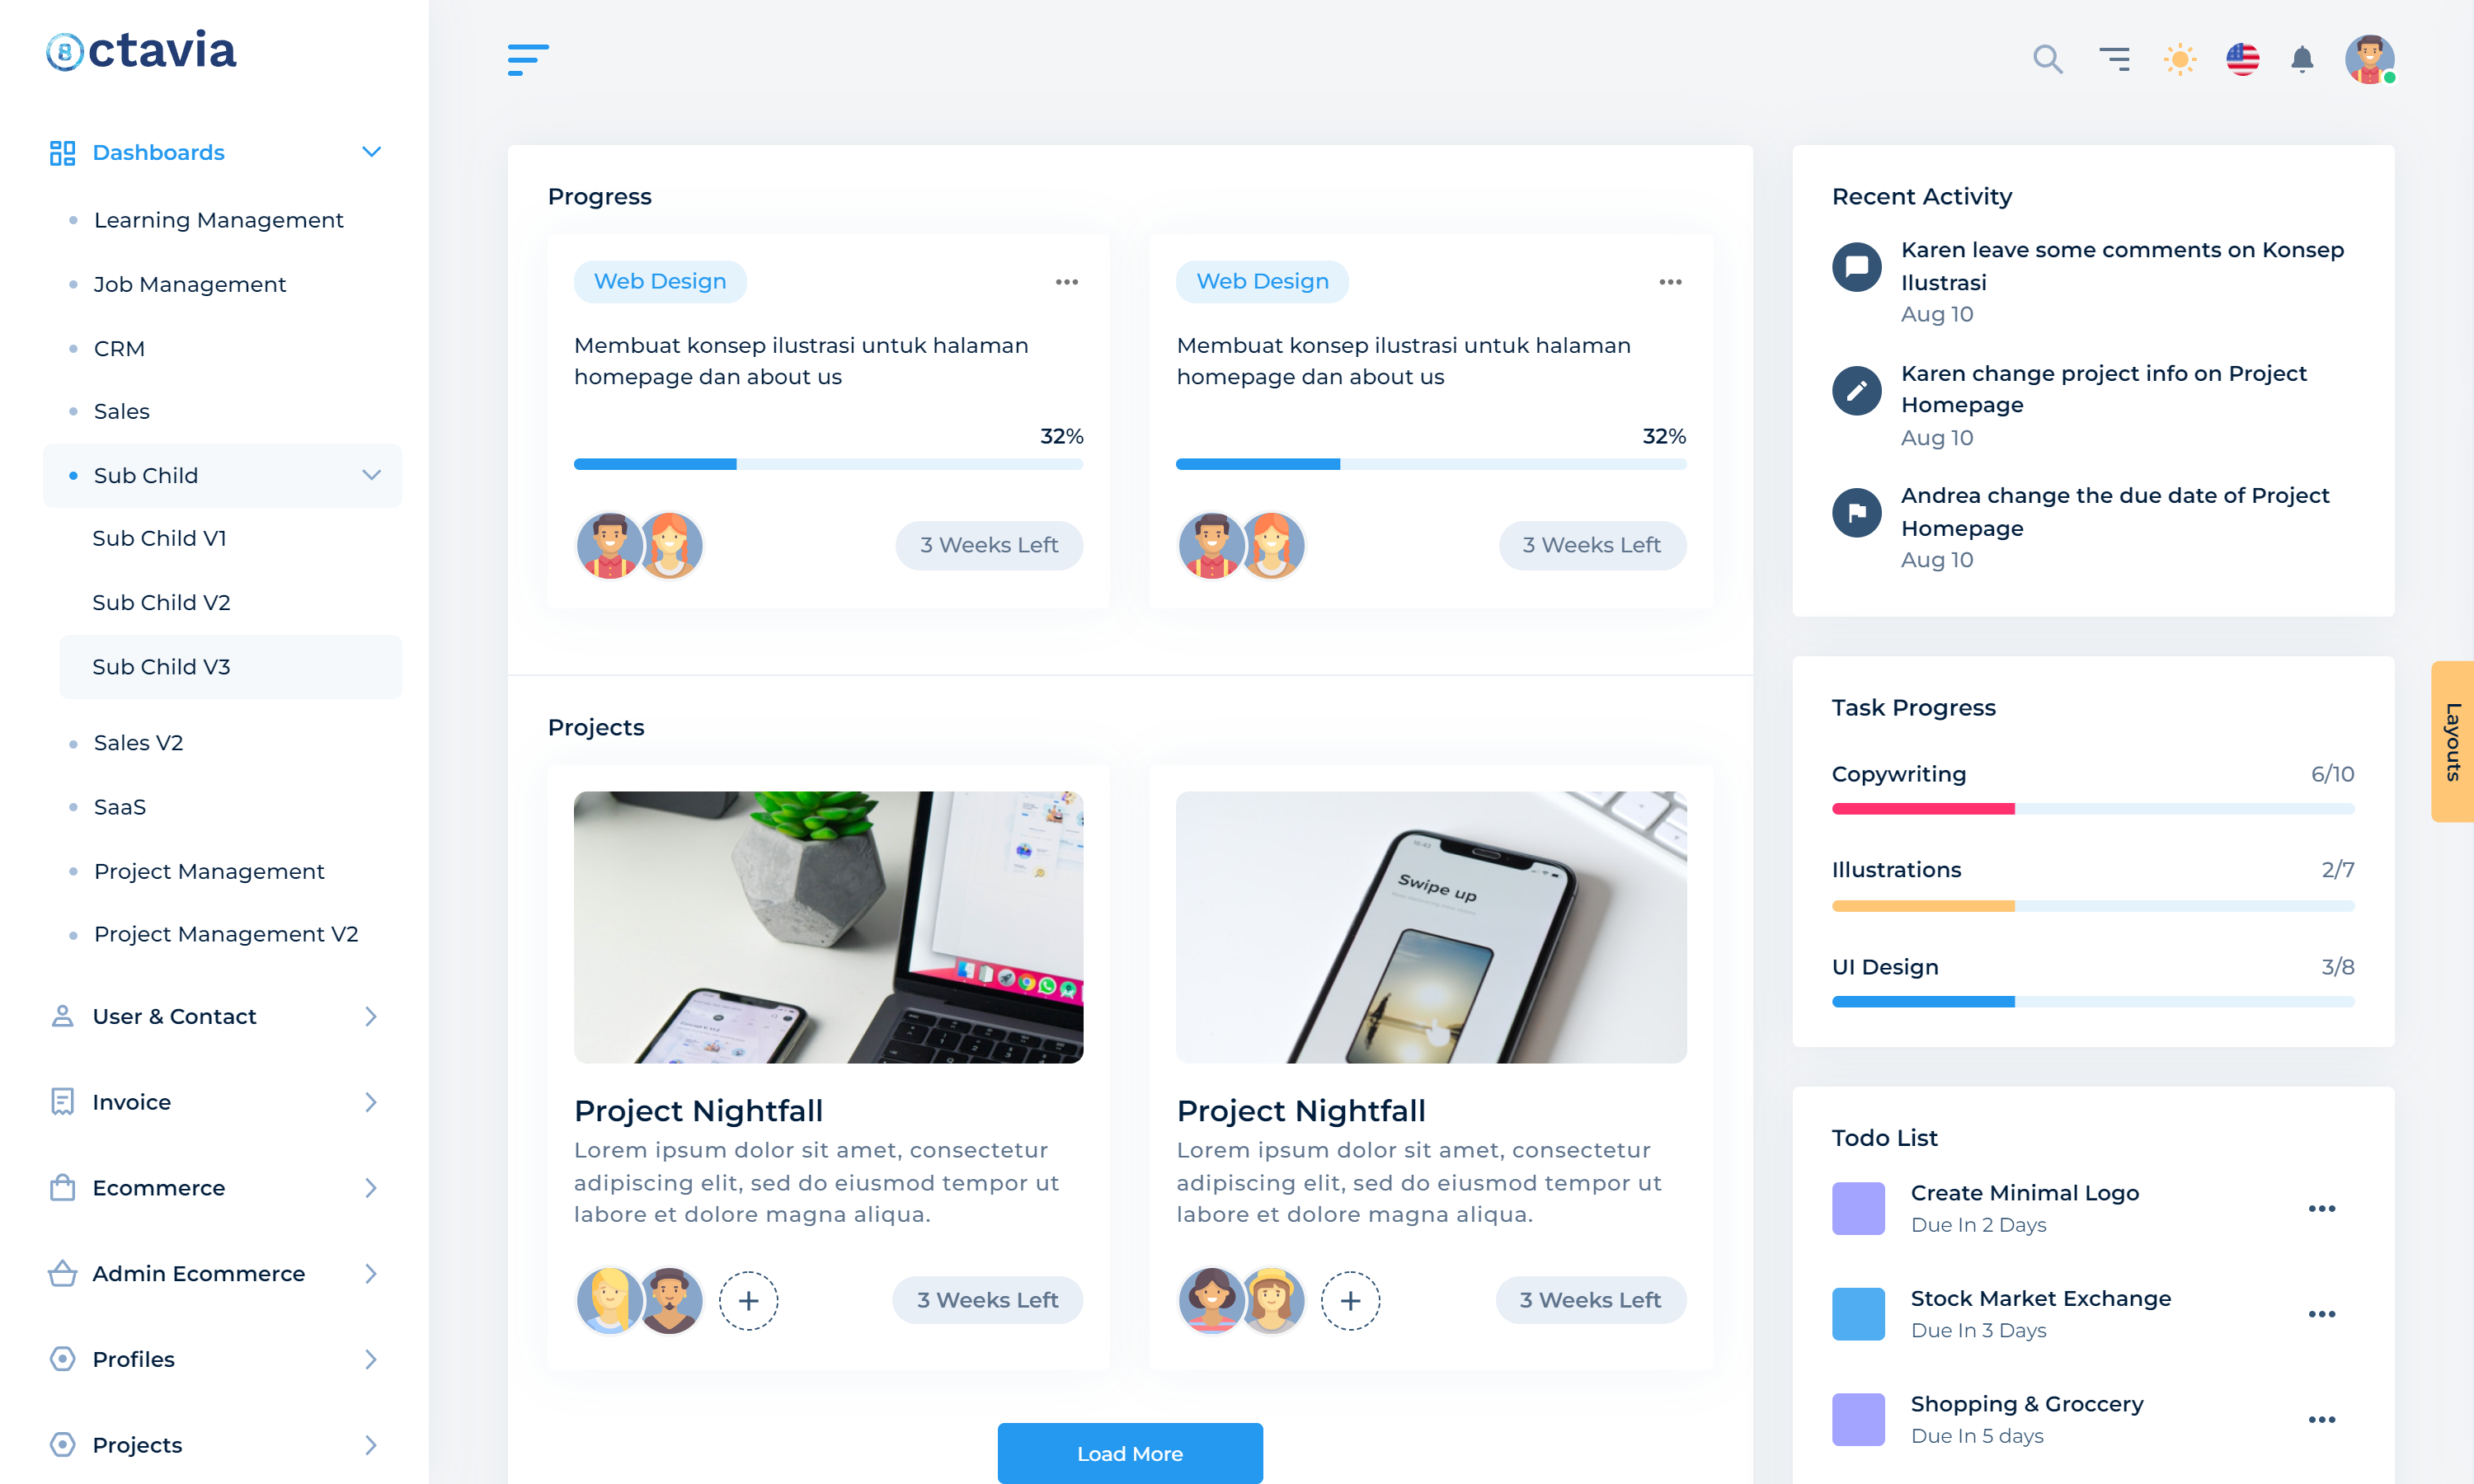 8ctavia
Dashboards
Learning Management
Job Management
CRM
Sales
Sub Child
Sub Child V1
Sub Child V2
Sub Child V3
Sales V2
SaaS
Project Management
Project Management V2
User & Contact
Invoice
Ecommerce
Admin Ecommerce
Profiles
Projects
Progress
Web Design
Membuat konsep ilustrasi untuk halaman
homepage dan about us
32%
3 Weeks Left
Web Design
Membuat konsep ilustrasi untuk halaman
homepage dan about us
32%
3 Weeks Left
Projects
Project Nightfall
Lorem ipsum dolor sit amet, consectetur
adipiscing elit, sed do eiusmod tempor ut
labore et dolore magna aliqua.
3 Weeks Left
Swipe up
Project Nightfall
Lorem ipsum dolor sit amet, consectetur
adipiscing elit, sed do eiusmod tempor ut
labore et dolore magna aliqua.
3 Weeks Left
Load More
Recent Activity
Karen leave some comments on Konsep
Ilustrasi
Aug 10
Karen change project info on Project
Homepage
Aug 10
Andrea change the due date of Project
Homepage
Aug 10
Task Progress
Copywriting
6/10
Illustrations
2/7
UI Design
3/8
Todo List
Create Minimal Logo
Due In 2 Days
Stock Market Exchange
Due In 3 Days
Shopping & Groccery
Due In 5 days
Layouts